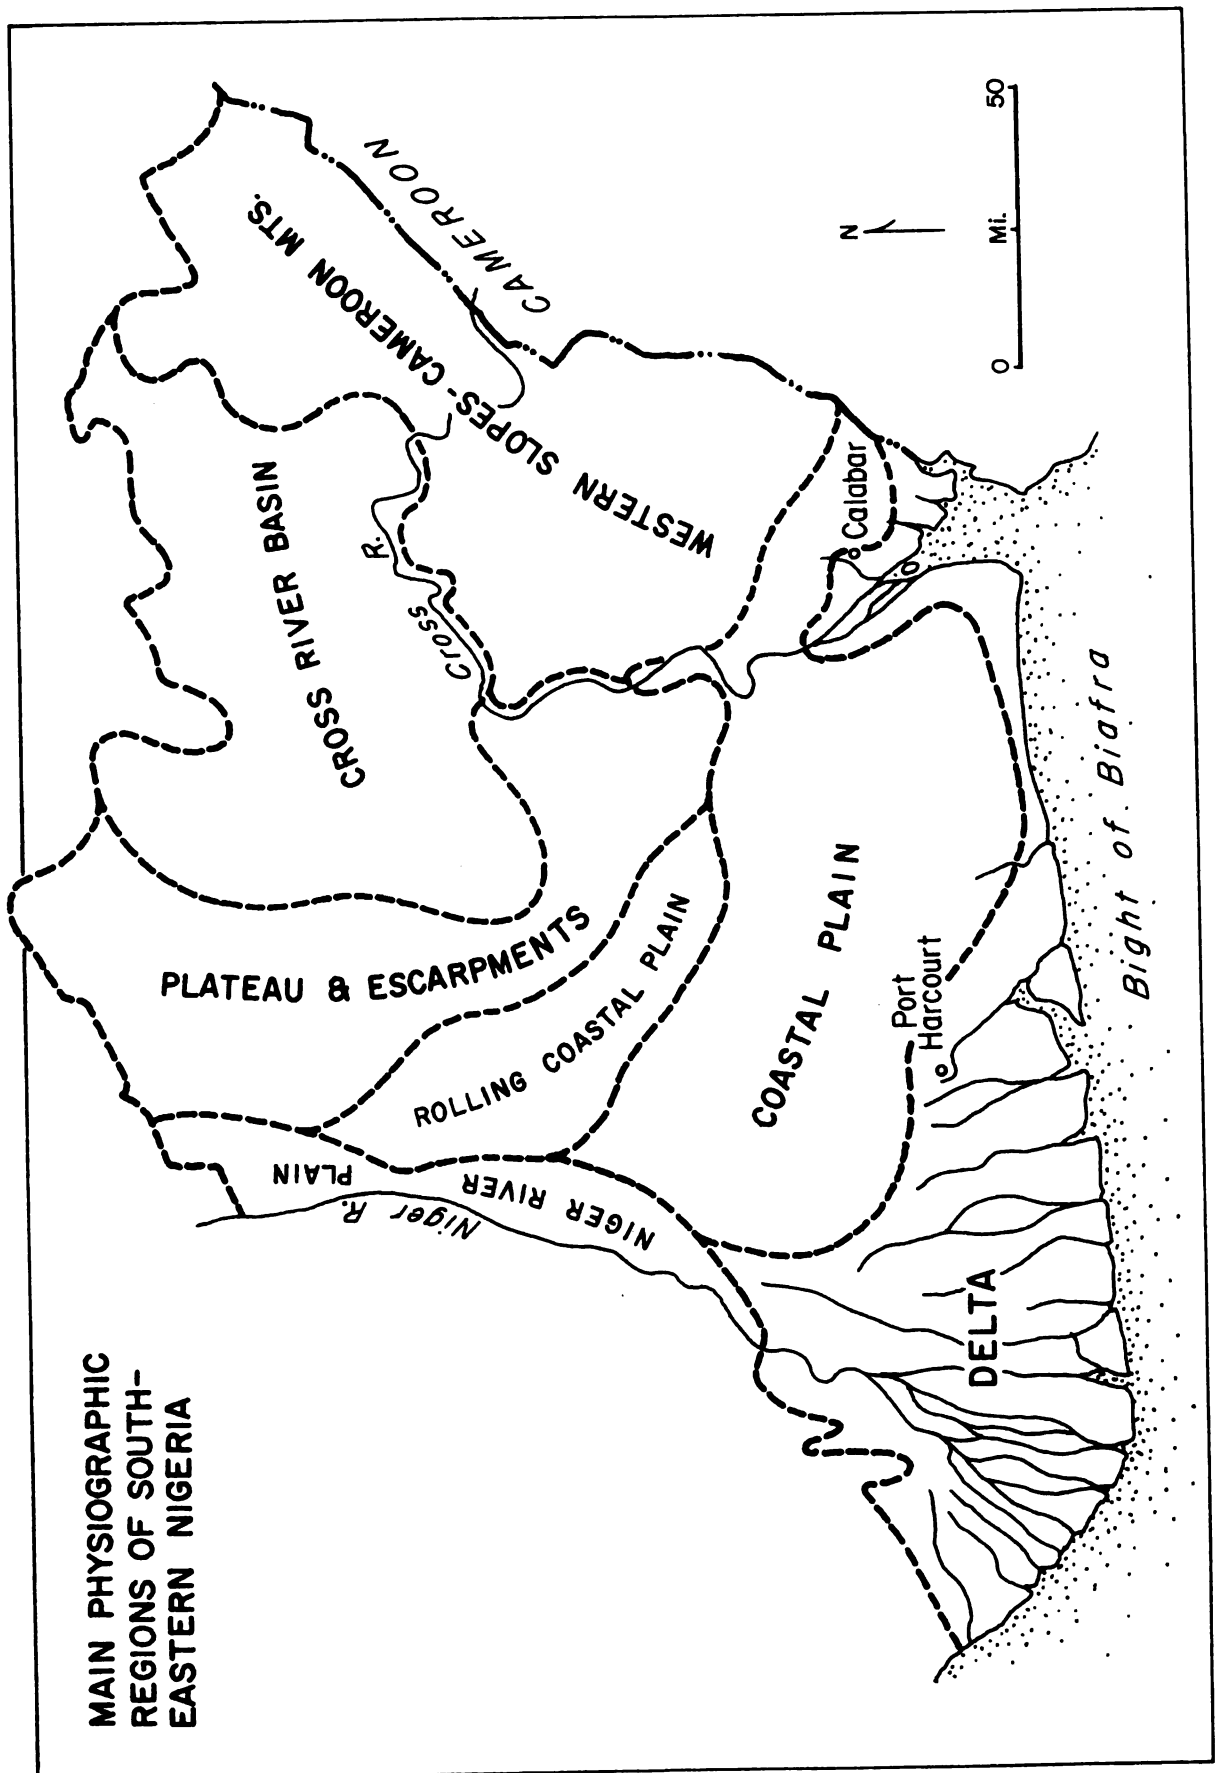 MAIN PHYSIOGRAPHIC
REGIONS OF SOUTH-
EASTERN NIGERIA
PLATEAU & ESCARPMENTS
CROSS RIVER BASIN
WESTERN SLOPES-CAMEROON MTS.
CAMEROON
Cross R.
PLAIN
NIGER RIVER
Niger R.
ROLLING COASTAL PLAIN
COASTAL PLAIN
Calabar
Port
Harcourt
DELTA
Bight of Biafra
N
0 Mi. 50